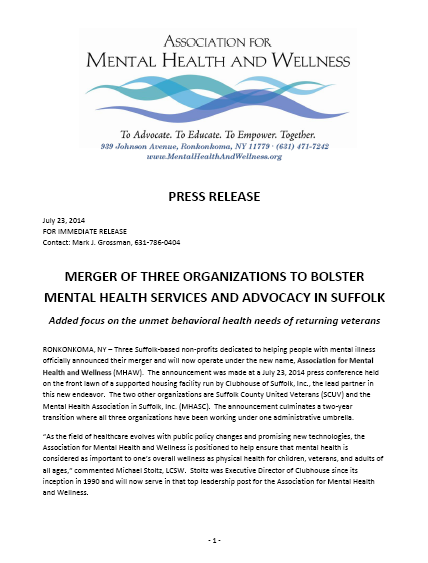 ASSOCIATION FOR
MENTAL HEALTH AND WELLNESS
To Advocate. To Educate. To Empower. Together.
939 Johnson Avenue, Ronkonkoma, NY 11779 · (631) 471-7242
www.MentalHealthAndWellness.org
PRESS RELEASE
July 23, 2014
FOR IMMEDIATE RELEASE
Contact: Mark J. Grossman, 631-786-0404
MERGER OF THREE ORGANIZATIONS TO BOLSTER
MENTAL HEALTH SERVICES AND ADVOCACY IN SUFFOLK
Added focus on the unmet behavioral health needs of returning veterans
RONKONKOMA, NY – Three Suffolk-based non-profits dedicated to helping people with mental illness
officially announced their merger and will now operate under the new name, Association for Mental
Health and Wellness (MHAW).  The announcement was made at a July 23, 2014 press conference held
on the front lawn of a supported housing facility run by Clubhouse of Suffolk, Inc., the lead partner in
this new endeavor.  The two other organizations are Suffolk County United Veterans (SCUV) and the
Mental Health Association in Suffolk, Inc. (MHASC).  The announcement culminates a two-year
transition where all three organizations have been working under one administrative umbrella.
“As the field of healthcare evolves with public policy changes and promising new technologies, the
Association for Mental Health and Wellness is positioned to help ensure that mental health is
considered as important to one’s overall wellness as physical health for children, veterans, and adults of
all ages,” commented Michael Stoltz, LCSW.  Stoltz was Executive Director of Clubhouse since its
inception in 1990 and will now serve in that top leadership post for the Association for Mental Health
and Wellness.
- 1 -